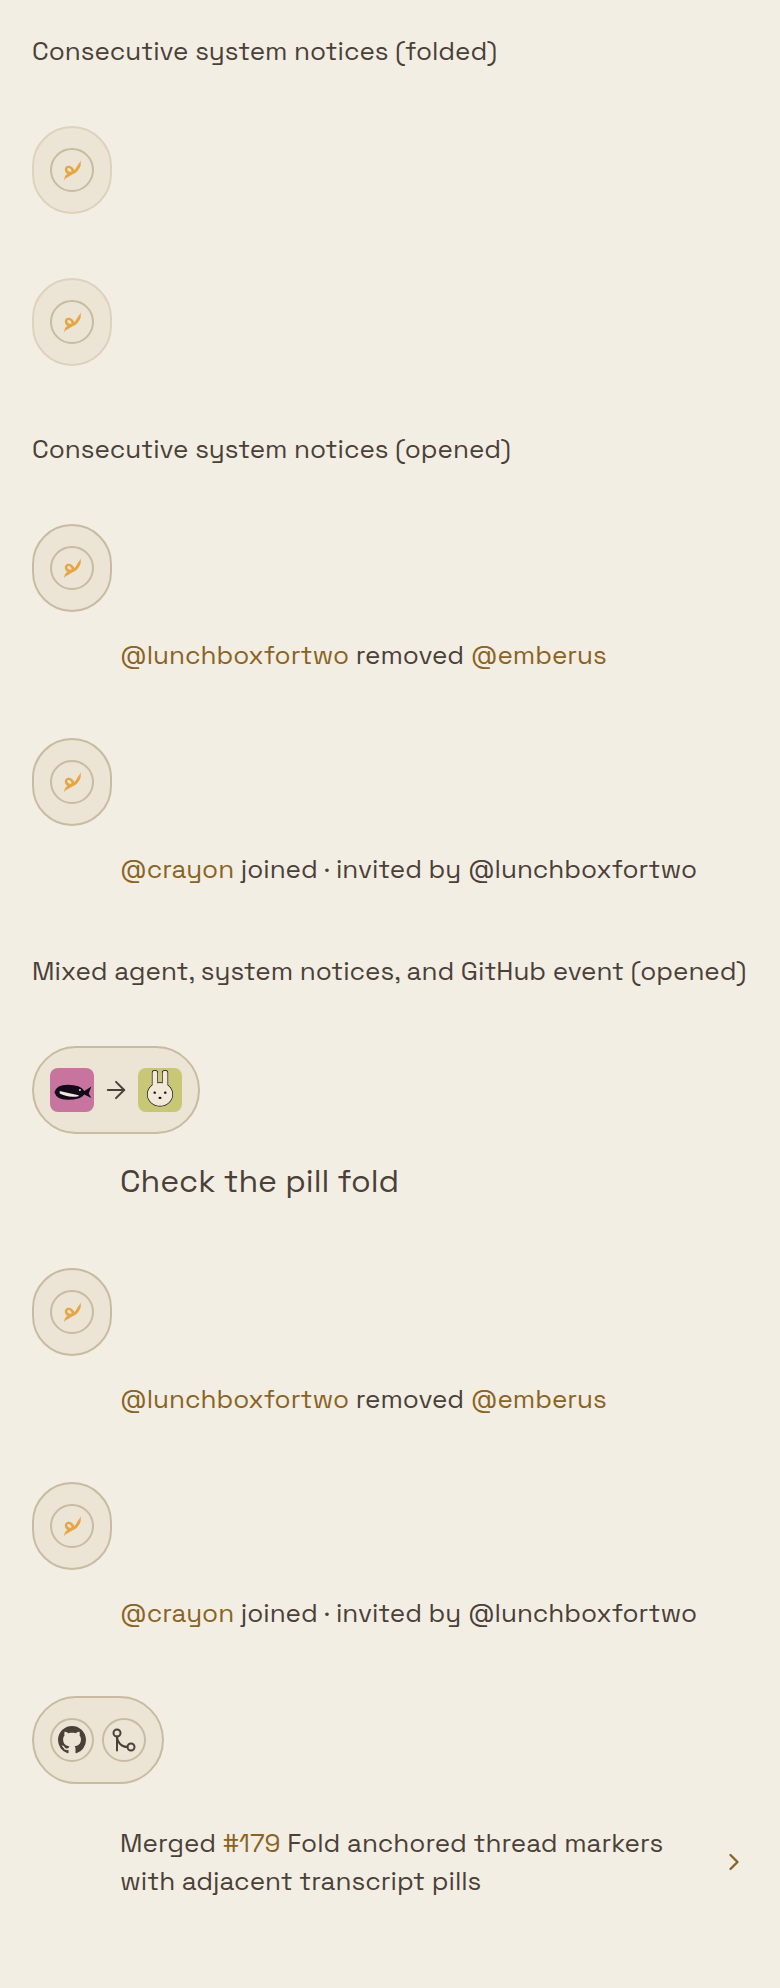 Consecutive system notices (folded)
Consecutive system notices (opened)
@lunchboxfortwo removed @emberus
@crayon joined · invited by @lunchboxfortwo
Mixed agent, system notices, and GitHub event (opened)
Check the pill fold
@lunchboxfortwo removed @emberus
@crayon joined · invited by @lunchboxfortwo
Merged #179 Fold anchored thread markers
with adjacent transcript pills